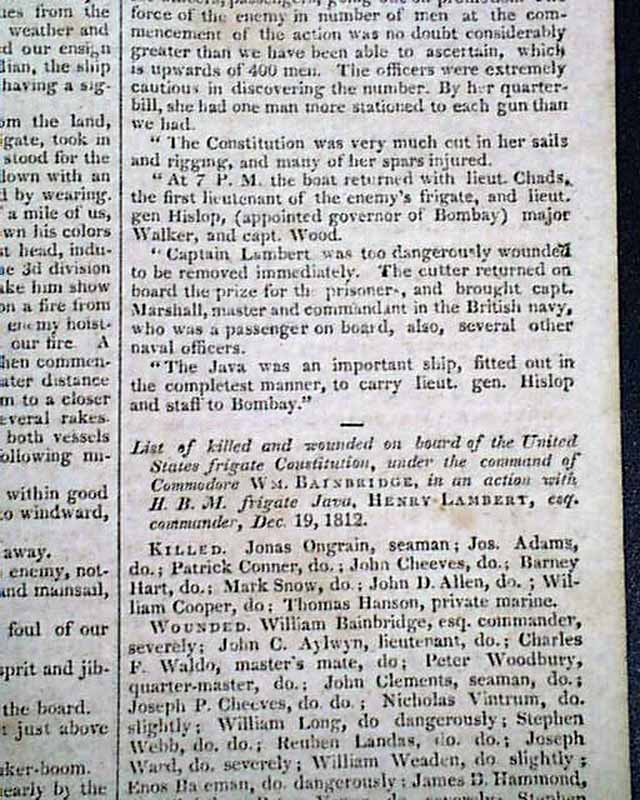 ues from the
weather and
d our ensign
dian, the ship
having a sig-
om the land,
igate, took in
stood for the
down with an
d by wearing.
a mile of us,
wn his colors
st head, indu-
he 3d division
ake him show
on a fire from
enemy hoist-
our fire. A
hen commen-
ater distance
m to a closer
everal rakes.
both vessels
ollowing mi-
within good
to windward,
away.
enemy, not-
and mainsail,
foul of our
sprit and jib-
the board.
t just above
aker-boom.
nearly by the
force of the enemy in number of men at the com-
mencement of the action was no doubt considerably
greater than we have been able to ascertain, which
is upwards of 400 men. The officers were extremely
cautious in discovering the number. By her quarter-
bill, she had one man more stationed to each gun than
we had.
" The Constitution was very much cut in her sails
and rigging, and many of her spars injured.
" At 7 P. M. the boat returned with lieut. Chads,
the first lieutenant of the enemy's frigate, and lieut.
gen Hislop, (appointed governor of Bombay) major
Walker, and capt. Wood.
" Captain Lambert was too dangerously wounded
to be removed immediately. The cutter returned on
board the prize for the prisoners, and brought capt.
Marshall, master and commandant in the British navy,
who was a passenger on board, also, several other
naval officers.
" The Java was an important ship, fitted out in
the completest manner, to carry lieut. gen. Hislop
and staff to Bombay."
List of killed and wounded on board of the United
States frigate Constitution, under the command of
Commodore WM. BAINBRIDGE, in an action with
H. B. M. frigate Java, HENRY LAMBERT, esq.
commander, Dec. 19, 1812.
KILLED. Jonas Ongrain, seaman; Jos. Adams,
do.; Patrick Conner, do.; John Cheeves, do.; Barney
Hart, do.; Mark Snow, do.; John D. Allen, do. ; Wil-
liam Cooper, do; Thomas Hanson, private marine.
WOUNDED. William Bainbridge, esq. commander,
severely; John C. Aylwyn, lieutenant, do.; Charles
F. Waldo, master's mate, do; Peter Woodbury,
quarter-master, do.; John Clements, seaman, do.;
Joseph P. Cheeves, do. do. ; Nicholas Vintrum, do.
slightly; William Long, do dangerously; Stephen
Webb, do. do.; Reuben Landas, do. do.; Joseph
Ward, do. severely; William Weaden, do slightly;
Enos Bateman, do. dangerously; James D. Hammond,